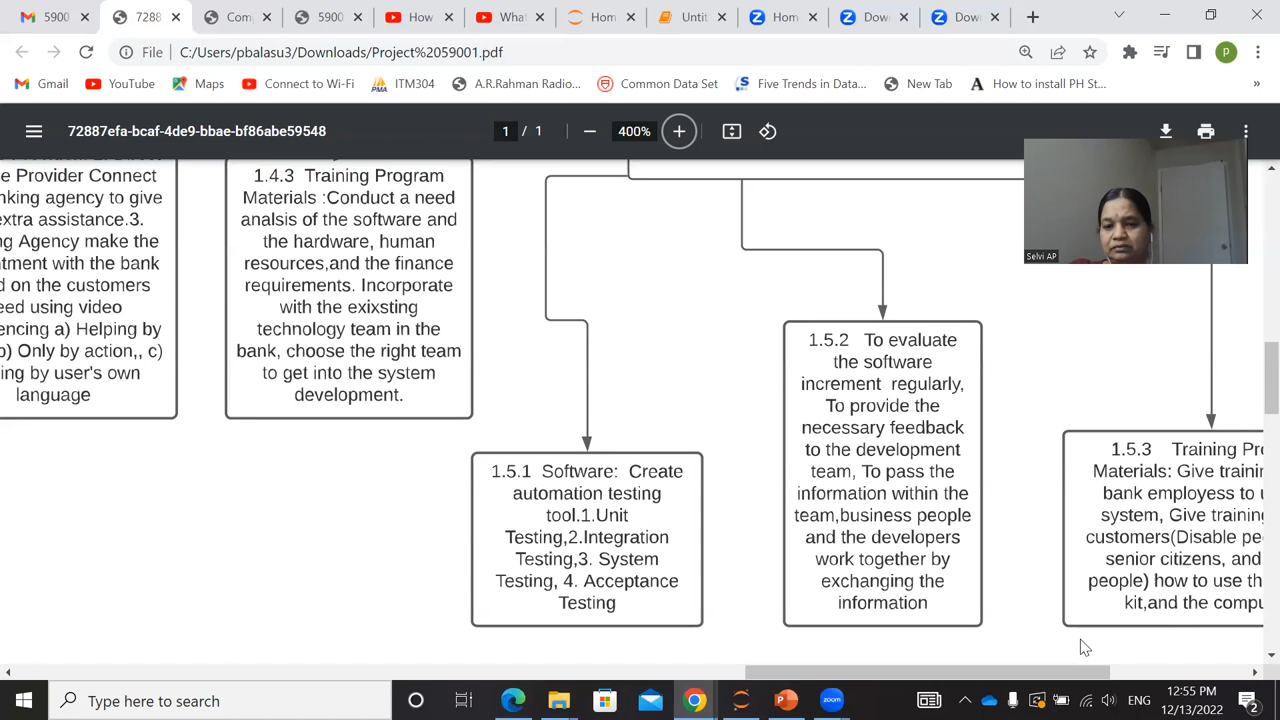 5900
7288
Com
5900
How
What
Hom
Untit
Hom
Dow
Dow
File
C:/Users/pbalasu3/Downloads/Project%2059001.pdf
p
Gmail
YouTube
Maps
Connect to Wi-Fi
ITM304
A.R.Rahman Radio...
Common Data Set
Five Trends in Data...
New Tab
How to install PH St...
»
72887efa-bcaf-4de9-bbae-bf86abe59548
1 / 1
400%
e Provider Connect
nking agency to give
extra assistance.3.
g Agency make the
ntment with the bank
d on the customers
eed using video
encing a) Helping by
b) Only by action,, c)
ing by user's own
language
1.4.3 Training Program
Materials :Conduct a need
analsis of the software and
the hardware, human
resources,and the finance
requirements. Incorporate
with the exixsting
technology team in the
bank, choose the right team
to get into the system
development.
1.5.1 Software: Create
automation testing
tool.1.Unit
Testing,2.Integration
Testing,3. System
Testing, 4. Acceptance
Testing
1.5.2 To evaluate
the software
increment regularly,
To provide the
necessary feedback
to the development
team, To pass the
information within the
team,business people
and the developers
work together by
exchanging the
information
1.5.3 Training Pr
Materials: Give traini
bank employess to u
system, Give training
customers(Disable pe
senior citizens, and
people) how to use th
kit,and the compu
Selvi AP
Type here to search
zoom
ENG
12:55 PM
12/13/2022
2